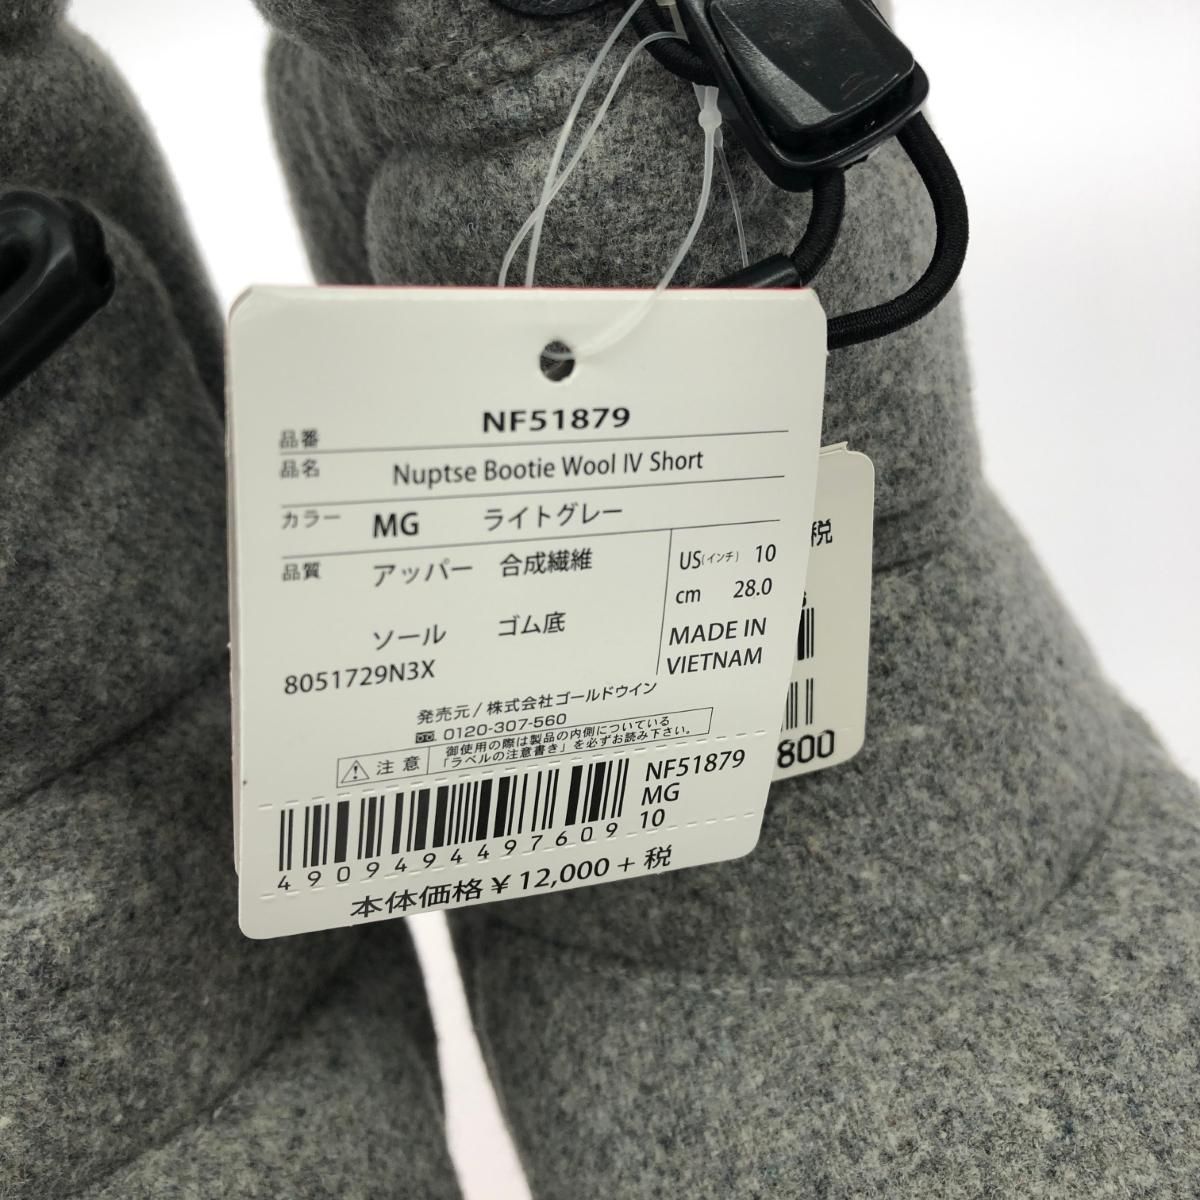 品番 NF51879
品名 Nuptse Bootie Wool IV Short
カラー MG ライトグレー
品質 アッパー 合成繊維
ソール ゴム底
US(インチ) 10
cm 28.0
MADE IN
VIETNAM
8051729N3X
発売元/株式会社ゴールドウイン
0120-307-560
注意 御使用の際は製品の内側についている
「ラベルの注意書き」を必ずお読み下さい。
NF51879
MG
10
4909494497609
本体価格¥12,000+税
税
800